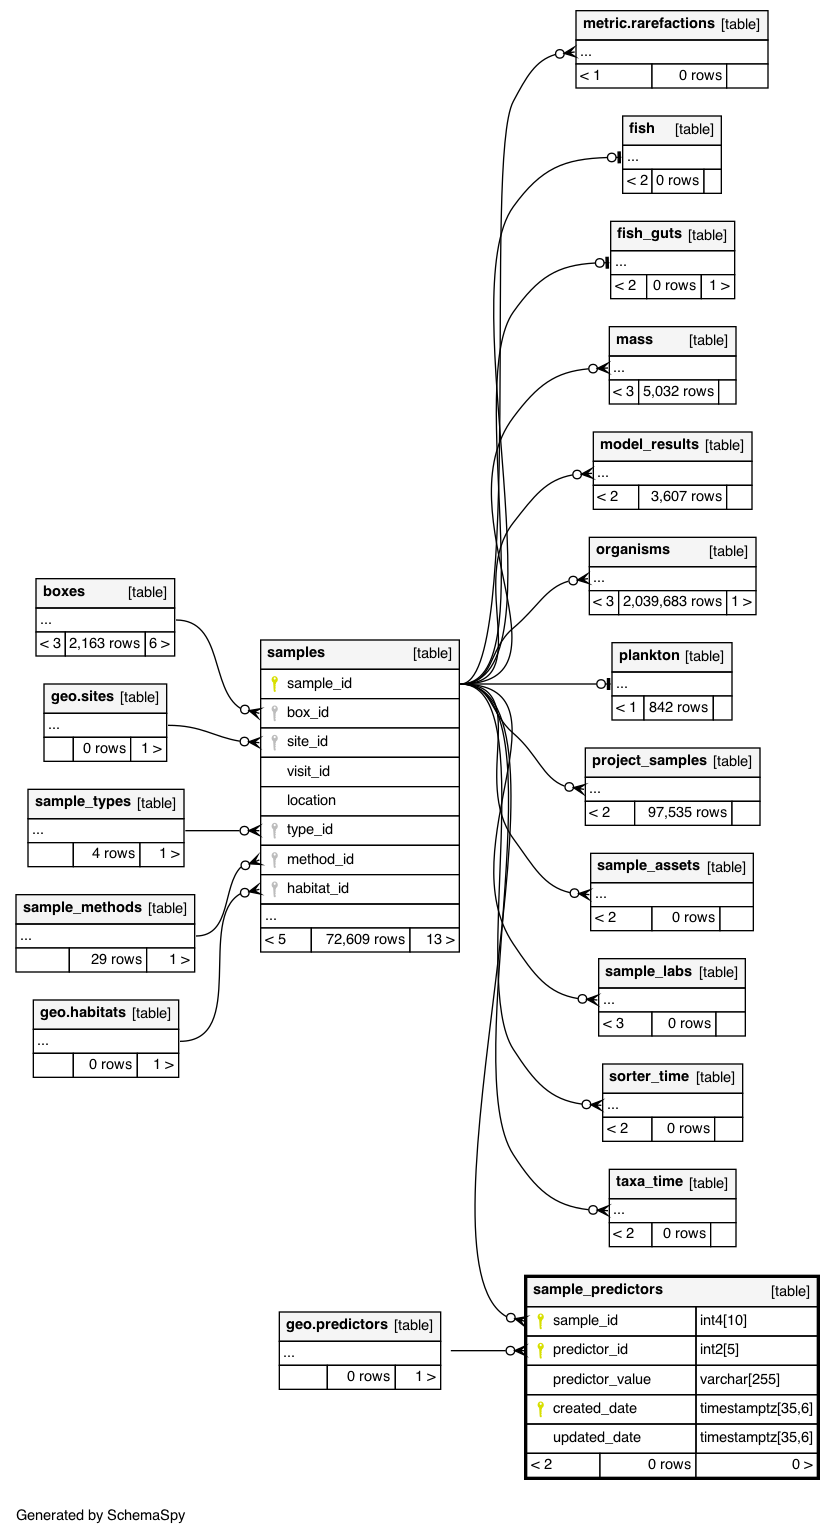 metric.rarefactions [table]
...
< 1 0 rows
fish [table]
...
< 2 0 rows
fish_guts [table]
...
< 2 0 rows 1 >
mass [table]
...
< 3 5,032 rows
model_results [table]
...
< 2 3,607 rows
organisms [table]
...
< 3 2,039,683 rows 1 >
plankton [table]
...
< 1 842 rows
project_samples [table]
...
< 2 97,535 rows
sample_assets [table]
...
< 2 0 rows
sample_labs [table]
...
< 3 0 rows
sorter_time [table]
...
< 2 0 rows
taxa_time [table]
...
< 2 0 rows
boxes [table]
...
< 3 2,163 rows 6 >
geo.sites [table]
...
0 rows 1 >
sample_types [table]
...
4 rows 1 >
sample_methods [table]
...
29 rows 1 >
geo.habitats [table]
...
0 rows 1 >
samples [table]
sample_id
box_id
site_id
visit_id
location
type_id
method_id
habitat_id
...
< 5 72,609 rows 13 >
geo.predictors [table]
...
0 rows 1 >
sample_predictors [table]
sample_id int4[10]
predictor_id int2[5]
predictor_value varchar[255]
created_date timestamptz[35,6]
updated_date timestamptz[35,6]
< 2 0 rows 0 >
Generated by SchemaSpy